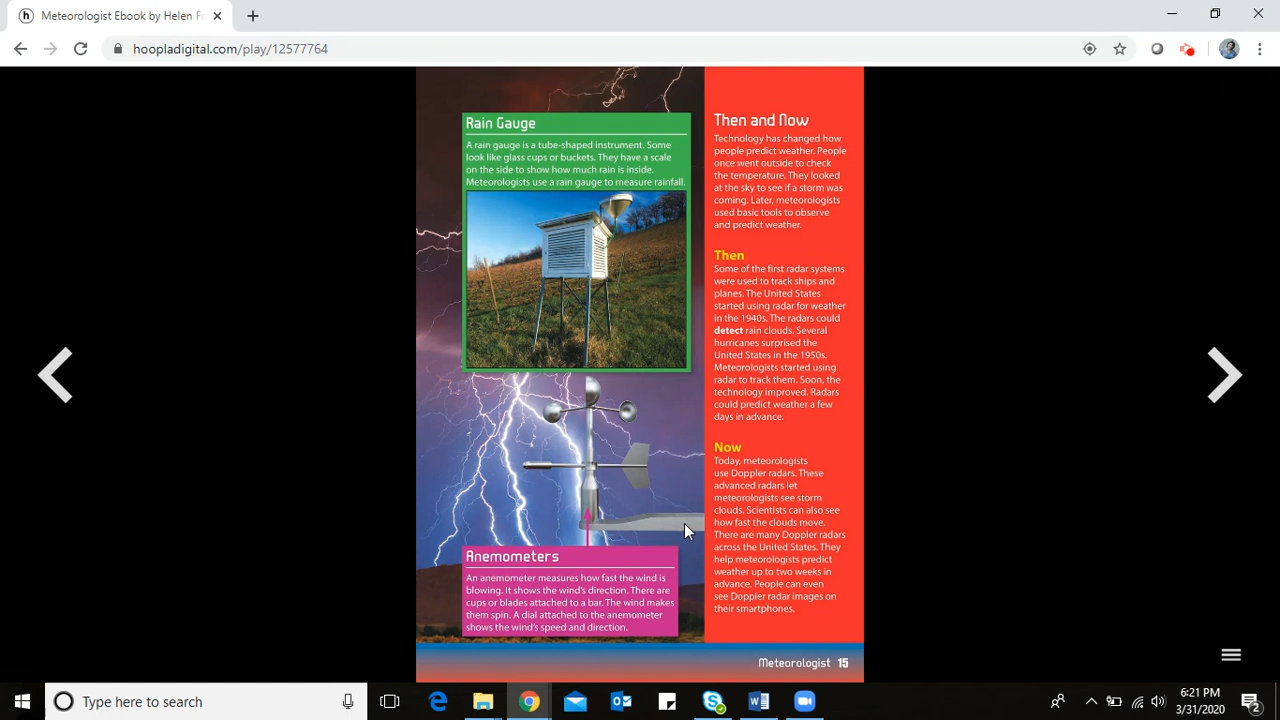 Meteorologist Ebook by Helen F
hoopladigital.com/play/12577764
Rain Gauge
A rain gauge is a tube-shaped instrument. Some
look like glass cups or buckets. They have a scale
on the side to show how much rain is inside.
Meteorologists use a rain gauge to measure rainfall.
Anemometers
An anemometer measures how fast the wind is
blowing. It shows the wind's direction. There are
cups or blades attached to a bar. The wind makes
them spin. A dial attached to the anemometer
shows the wind's speed and direction.
Then and Now
Technology has changed how
people predict weather. People
once went outside to check
the temperature. They looked
at the sky to see if a storm was
coming. Later, meteorologists
used basic tools to observe
and predict weather.
Then
Some of the first radar systems
were used to track ships and
planes. The United States
started using radar for weather
in the 1940s. The radars could
detect rain clouds. Several
hurricanes surprised the
United States in the 1950s.
Meteorologists started using
radar to track them. Soon, the
technology improved. Radars
could predict weather a few
days in advance.
Now
Today, meteorologists
use Doppler radars. These
advanced radars let
meteorologists see storm
clouds. Scientists can also see
how fast the clouds move.
There are many Doppler radars
across the United States. They
help meteorologists predict
weather up to two weeks in
advance. People can even
see Doppler radar images on
their smartphones.
Meteorologist 15
Type here to search
6:21 PM
3/31/2020
2